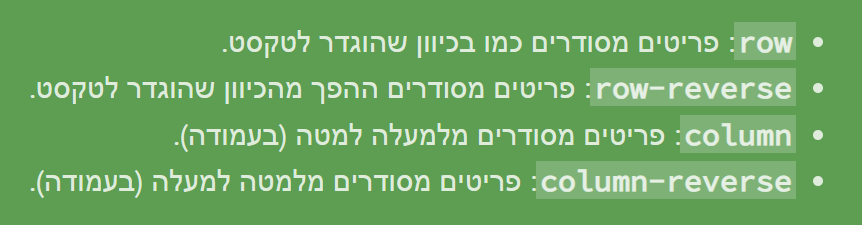 • row: פריטים מסודרים כמו בכיוון שהוגדר לטקסט.
• row-reverse: פריטים מסודרים ההפך מהכיוון שהוגדר לטקסט.
• column: פריטים מסודרים מלמעלה למטה (בעמודה).
• column-reverse: פריטים מסודרים מלמטה למעלה (בעמודה).